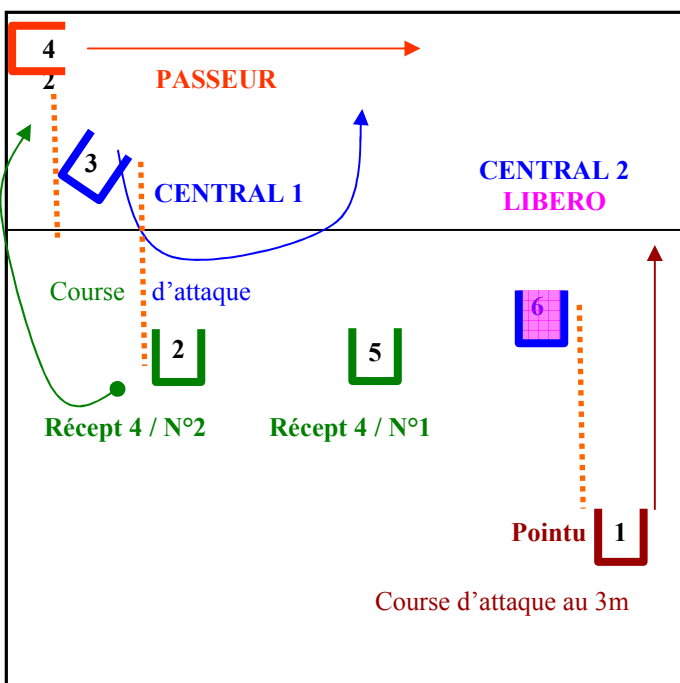 4
2
PASSEUR
3
CENTRAL 1
CENTRAL 2
LIBERO
Course d’attaque
6
2
5
Récept 4 / N°2
Récept 4 / N°1
Pointu
1
Course d’attaque au 3m